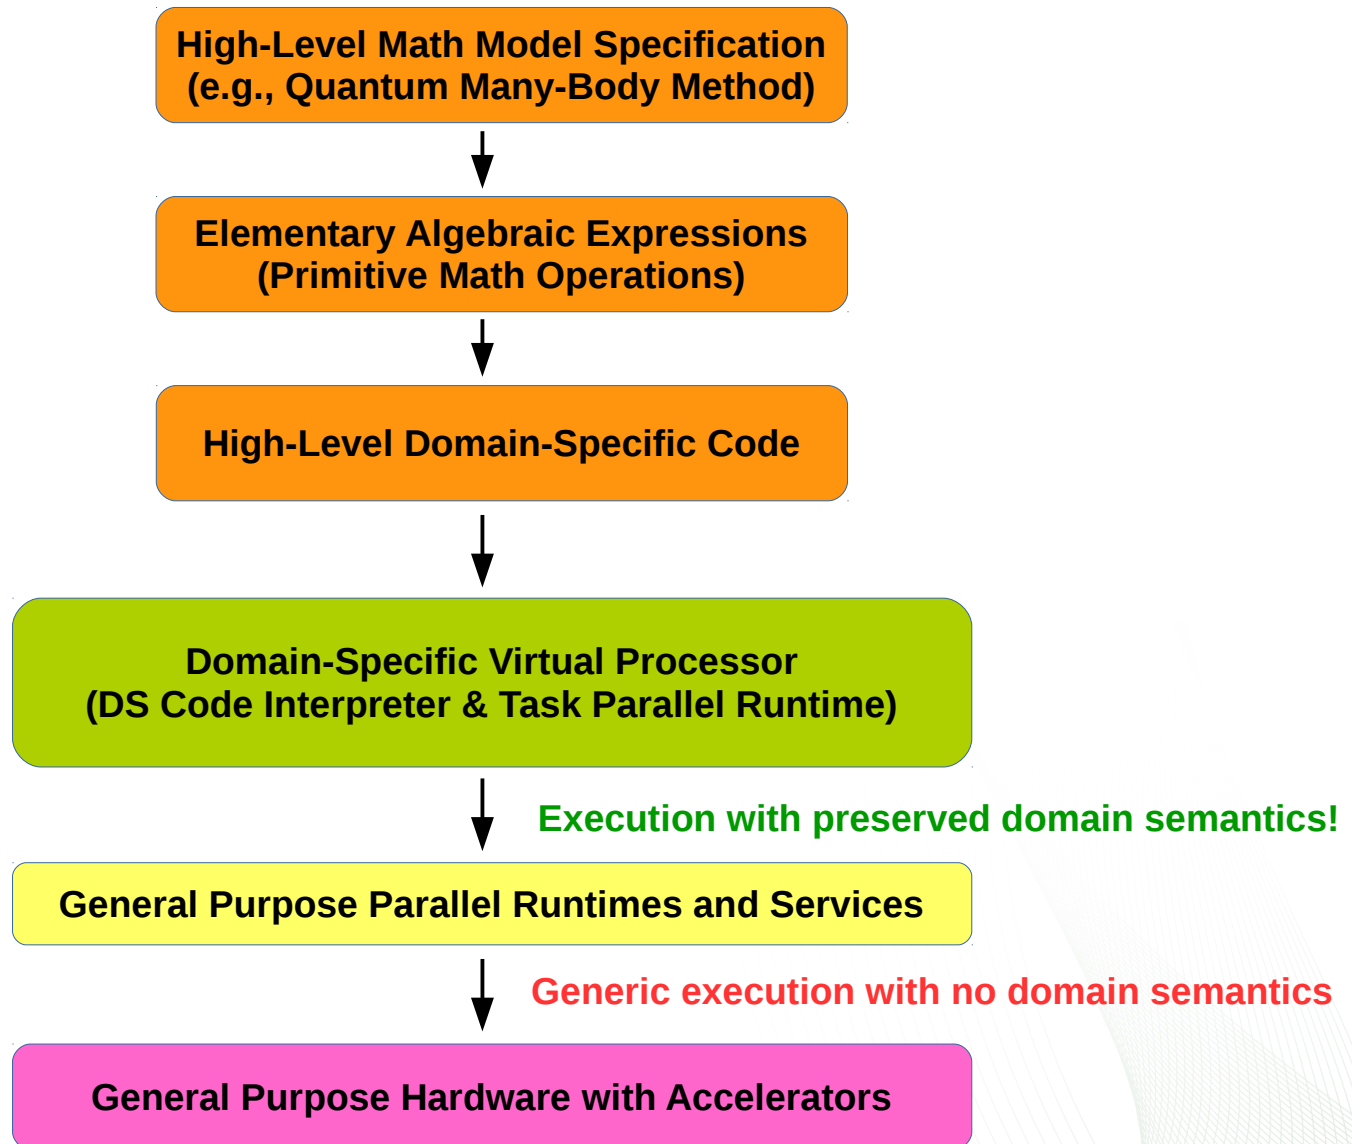 High-Level Math Model Specification
(e.g., Quantum Many-Body Method)
Elementary Algebraic Expressions
(Primitive Math Operations)
High-Level Domain-Specific Code
Domain-Specific Virtual Processor
(DS Code Interpreter & Task Parallel Runtime)
Execution with preserved domain semantics!
General Purpose Parallel Runtimes and Services
Generic execution with no domain semantics
General Purpose Hardware with Accelerators